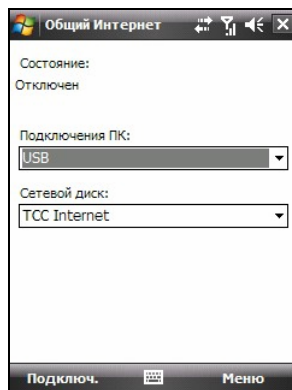 Общий Интернет
Состояние:
Отключен
Подключения ПК:
USB
Сетевой диск:
TCC Internet
Подключ. Меню